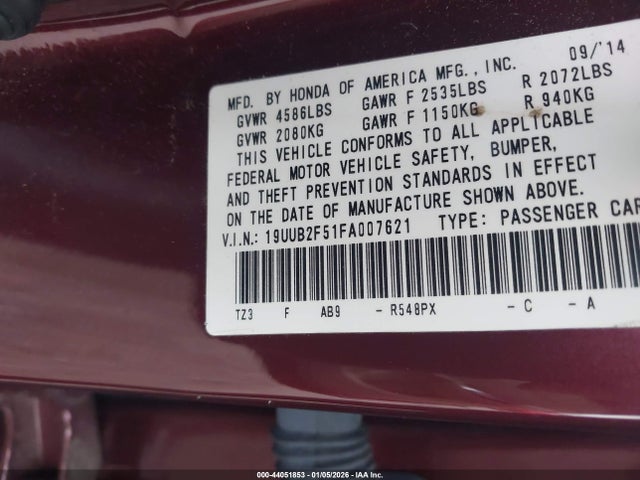 MFD. BY HONDA OF AMERICA MFG., INC. 09/'14
GVWR 4586LBS GAWR F 2535LBS R 2072LBS
GVWR 2080KG GAWR F 1150KG R 940KG
THIS VEHICLE CONFORMS TO ALL APPLICABLE
FEDERAL MOTOR VEHICLE SAFETY, BUMPER,
AND THEFT PREVENTION STANDARDS IN EFFECT
ON THE DATE OF MANUFACTURE SHOWN ABOVE.
V.I.N.: 19UUB2F51FA007621 TYPE: PASSENGER CAR
TZ3 F AB9 - R548PX - C - A
000-44051853 - 01/05/2026 - IAA Inc.